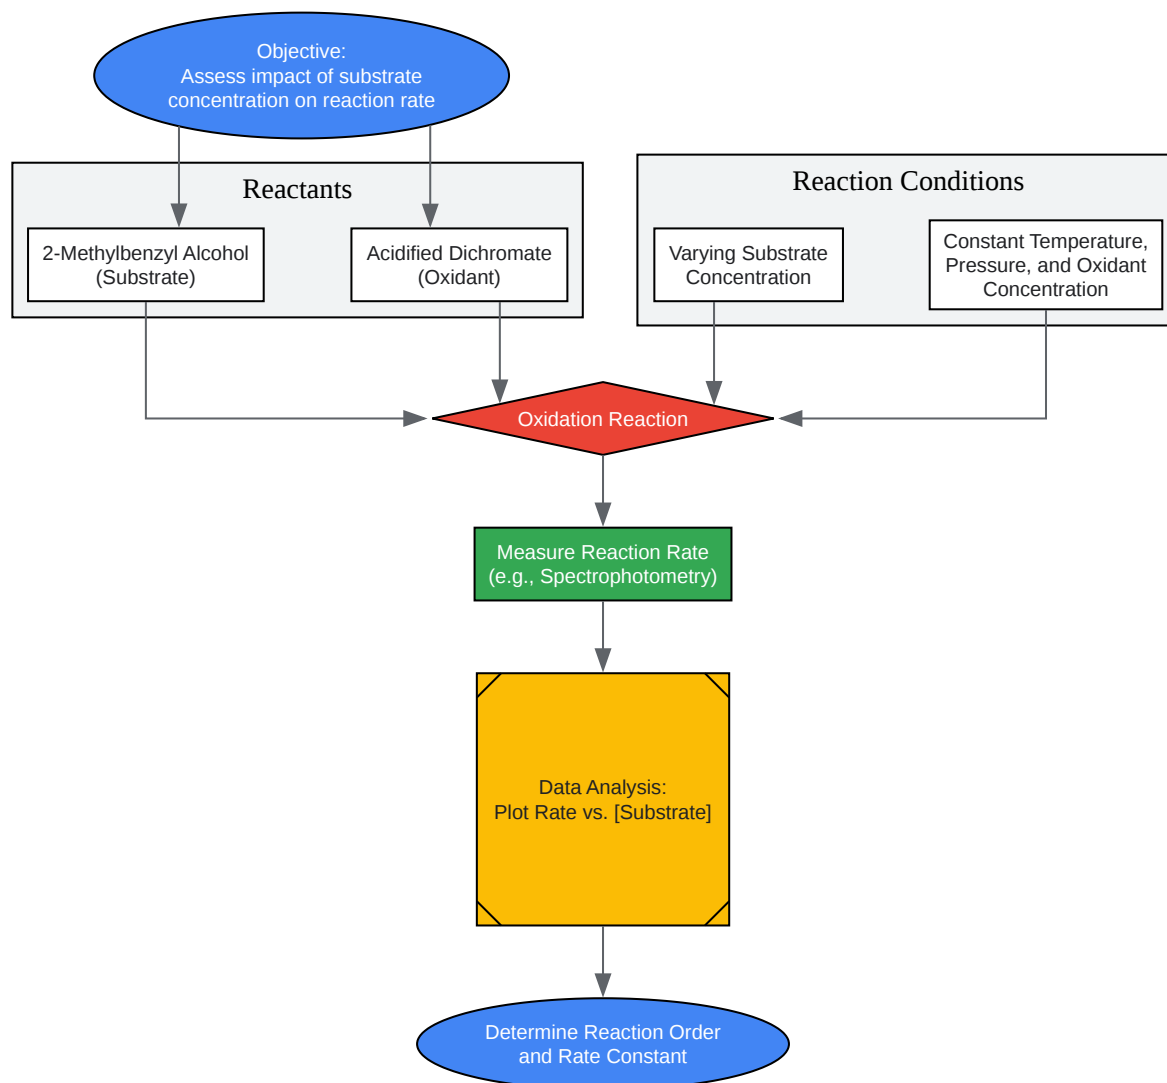 Objective:
Assess impact of substrate
concentration on reaction rate
Reactants
2-Methylbenzyl Alcohol
(Substrate)
Acidified Dichromate
(Oxidant)
Reaction Conditions
Varying Substrate
Concentration
Constant Temperature,
Pressure, and Oxidant
Concentration
Oxidation Reaction
Measure Reaction Rate
(e.g., Spectrophotometry)
Data Analysis:
Plot Rate vs. [Substrate]
Determine Reaction Order
and Rate Constant